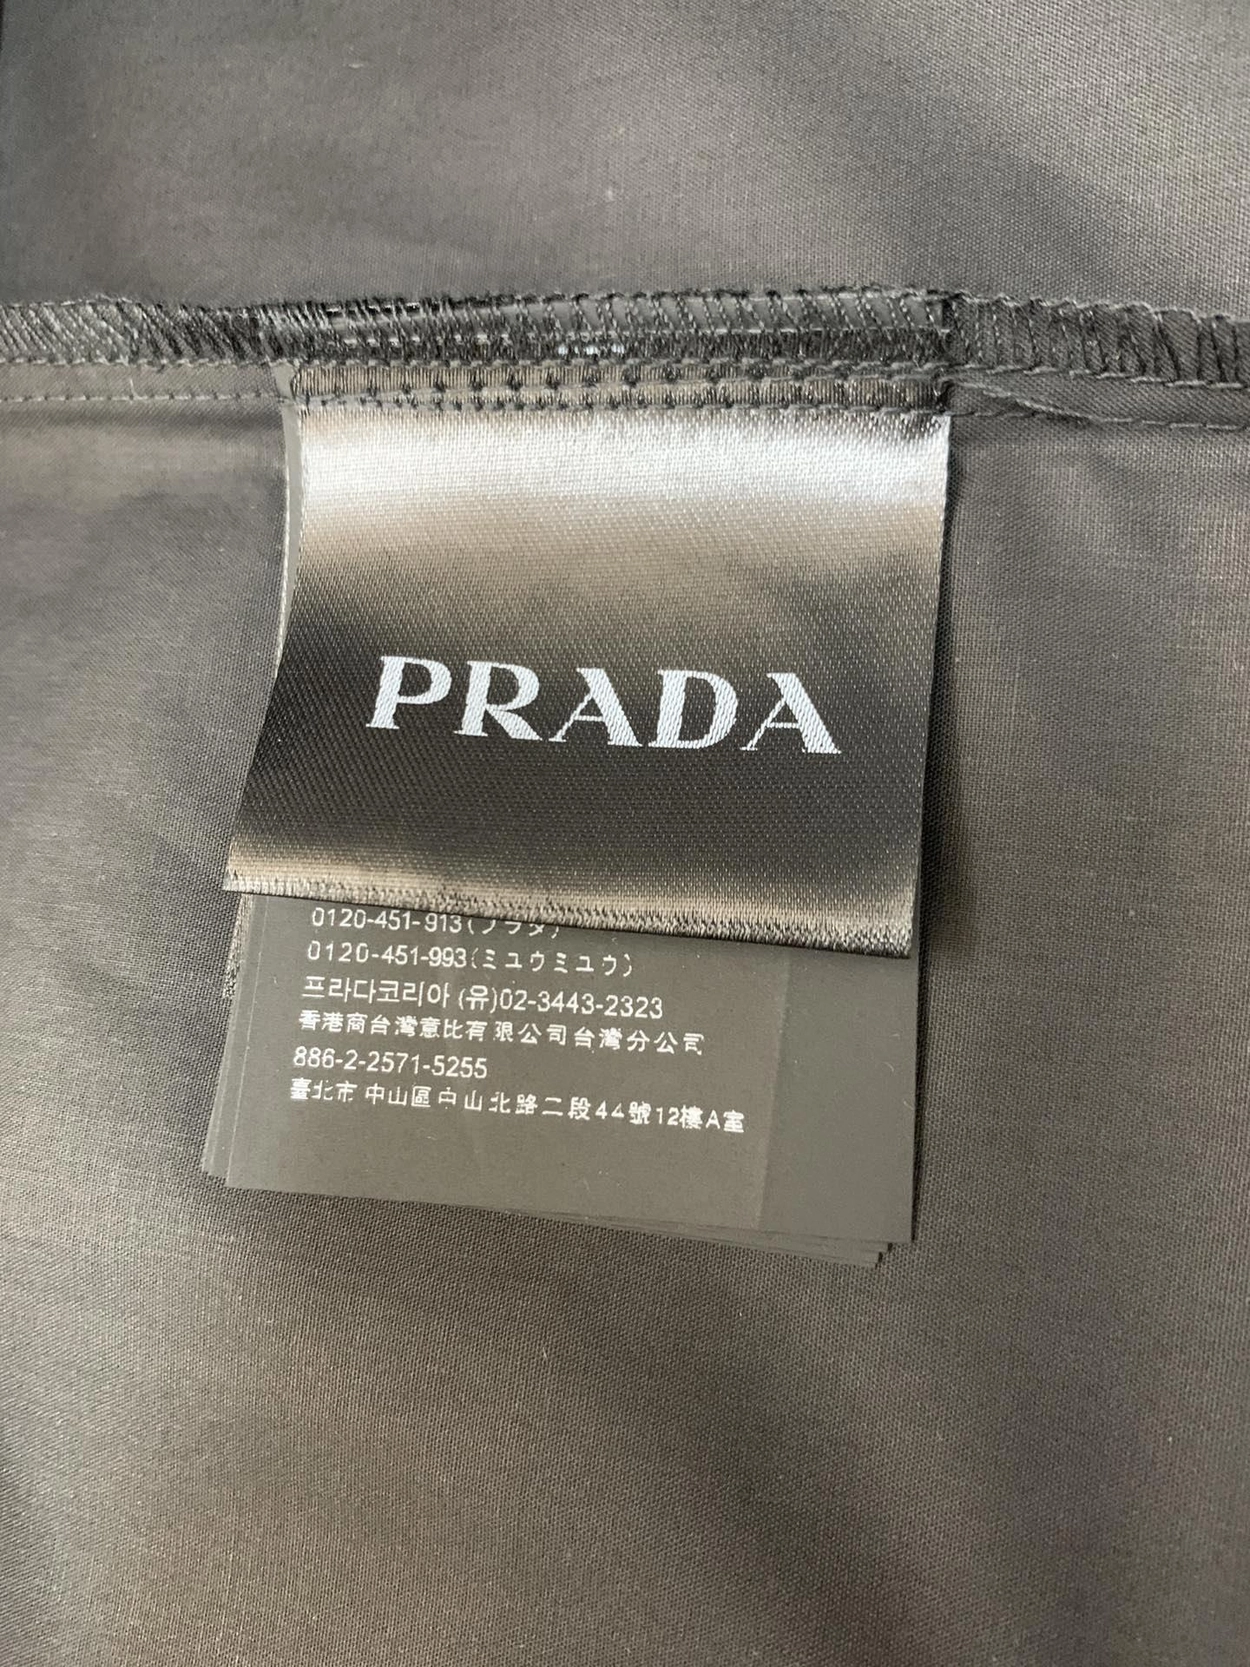 PRADA
0120-451-913(プラダ)
0120-451-993(ミュウミュウ)
프라다코리아 (유)02-3443-2323
香港商台灣意比有限公司台灣分公司
886-2-2571-5255
臺北市 中山區中山北路二段44號12樓A室